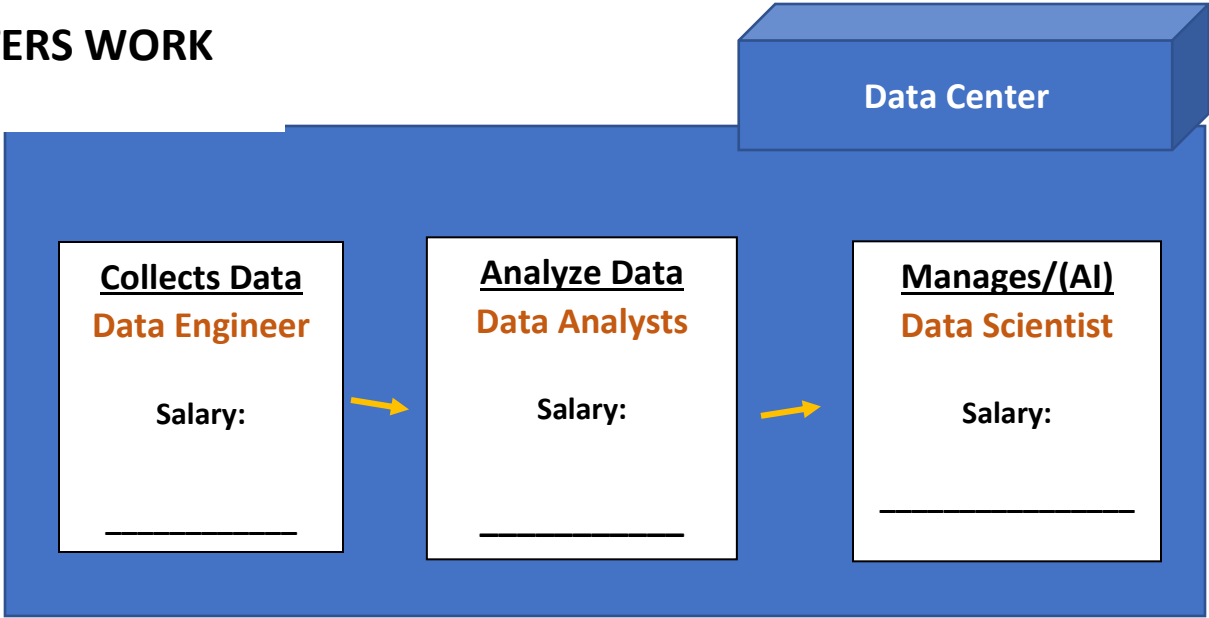 ERS WORK
Data Center
Collects Data
Data Engineer
Salary:
____________
Analyze Data
Data Analysts
Salary:
____________
Manages/(AI)
Data Scientist
Salary:
________________